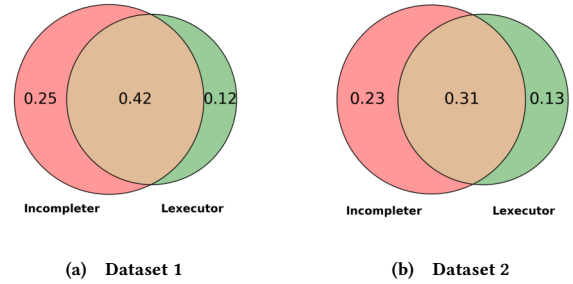 0.25 0.42 0.12
Incompleter Lexecutor
(a) Dataset 1
0.23 0.31 0.13
Incompleter Lexecutor
(b) Dataset 2